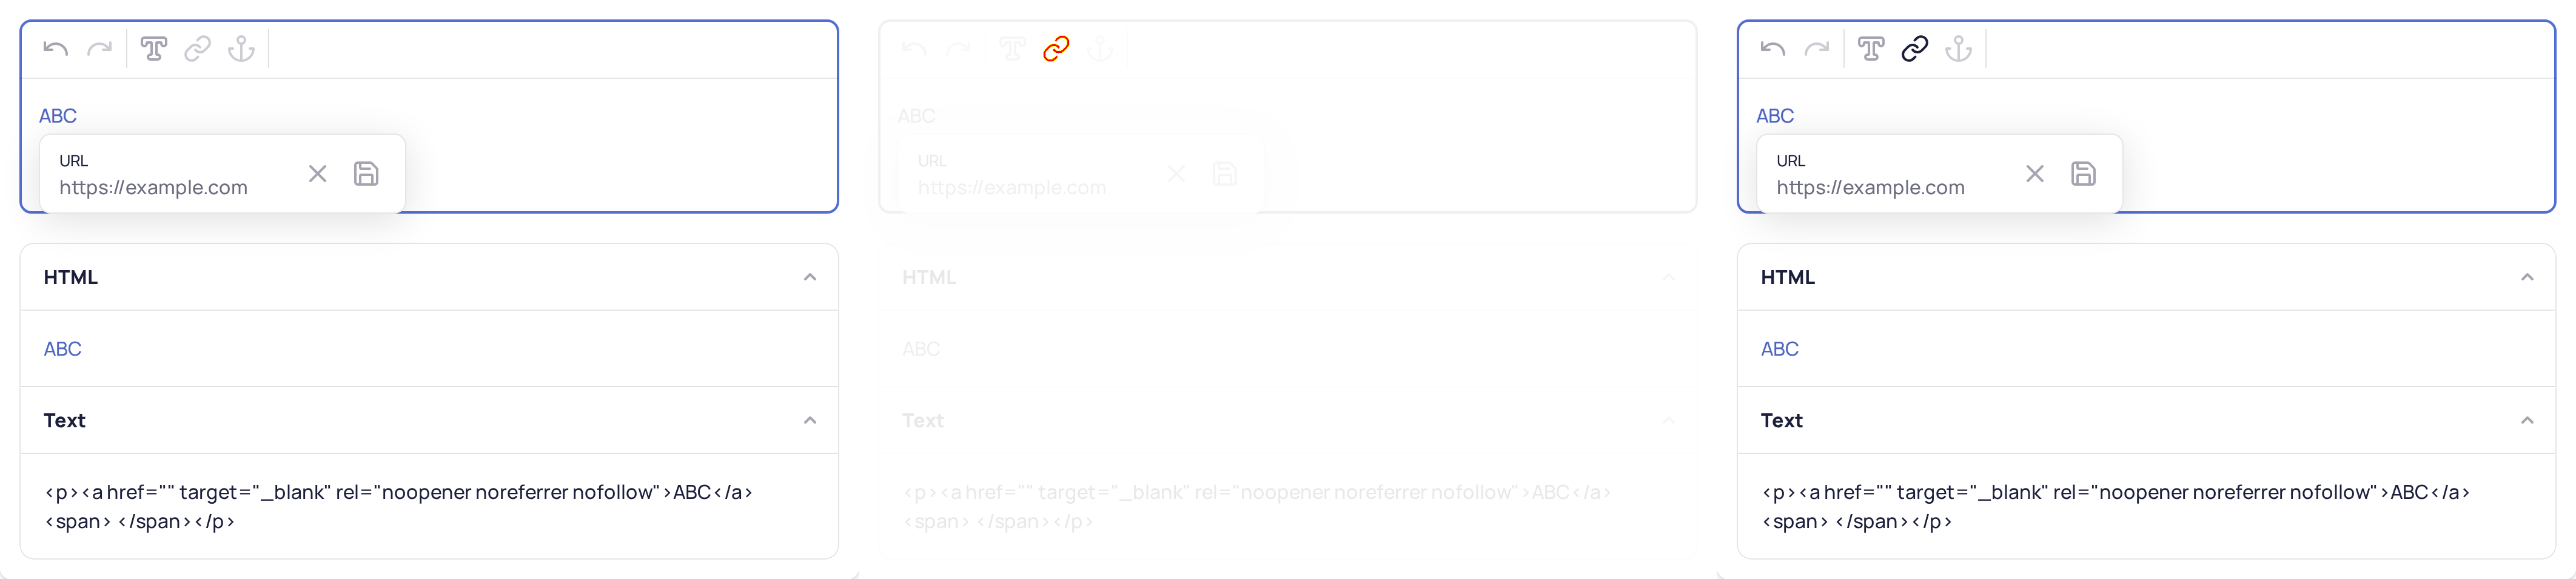 ABC
URL
https://example.com
HTML
ABC
Text
<p><a href="" target="_blank" rel="noopener noreferrer nofollow">ABC</a>
<span> </span></p>
ABC
URL
https://example.com
HTML
ABC
Text
<p><a href="" target="_blank" rel="noopener noreferrer nofollow">ABC</a>
<span> </span></p>
ABC
URL
https://example.com
HTML
ABC
Text
<p><a href="" target="_blank" rel="noopener noreferrer nofollow">ABC</a>
<span> </span></p>